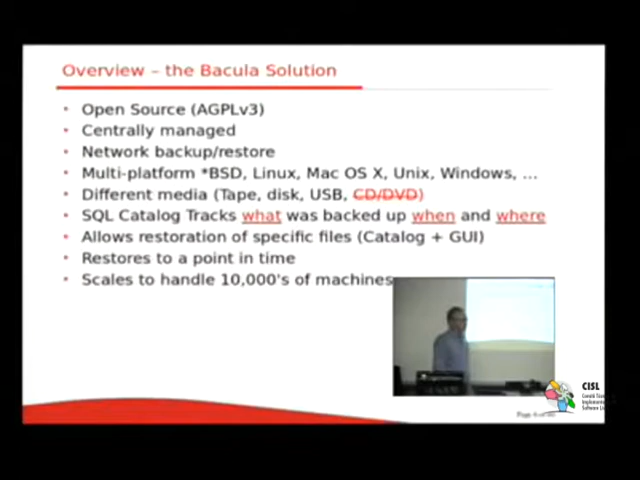 Overview – the Bacula Solution
• Open Source (AGPLv3)
• Centrally managed
• Network backup/restore
• Multi-platform *BSD, Linux, Mac OS X, Unix, Windows, ...
• Different media (Tape, disk, USB, CD/DVD)
• SQL Catalog Tracks what was backed up when and where
• Allows restoration of specific files (Catalog + GUI)
• Restores to a point in time
• Scales to handle 10,000's of machines
CISL
Software
Page